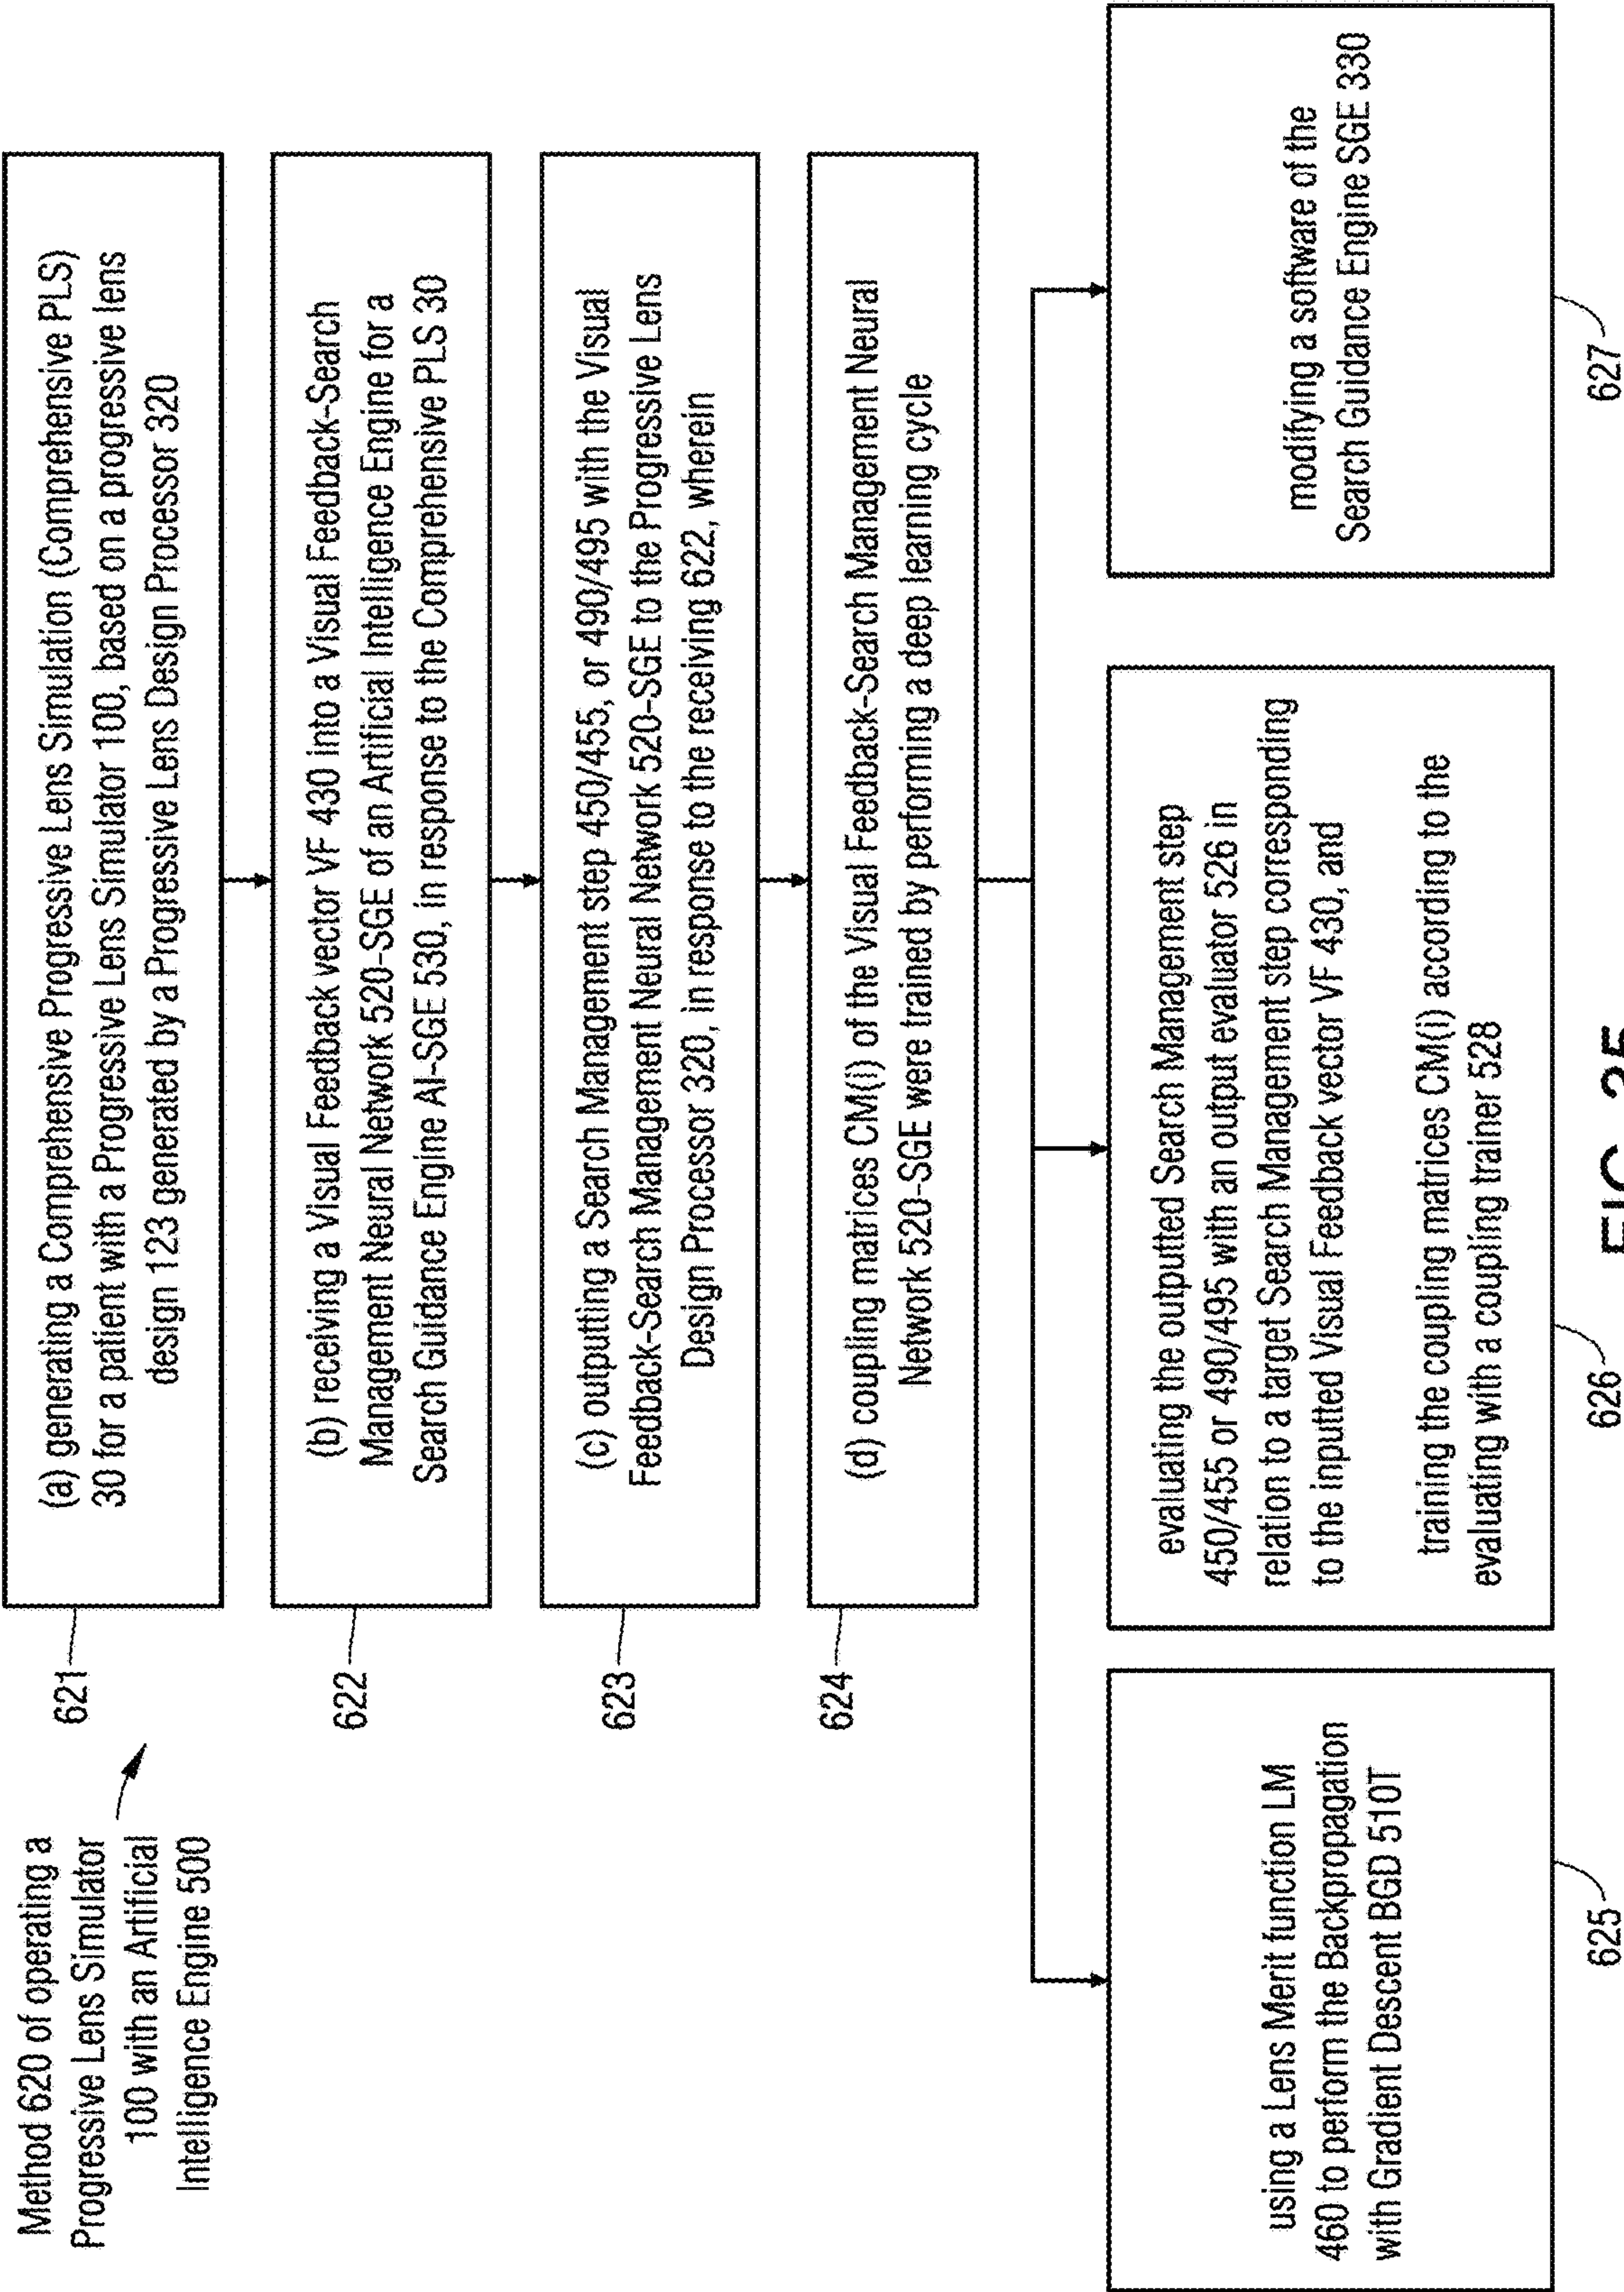 Method 620 of operating a
Progressive Lens Simulator
100 with an Artificial
Intelligence Engine 500
621
(a) generating a Comprehensive Progressive Lens Simulation (Comprehensive PLS)
30 for a patient with a Progressive Lens Simulator 100, based on a progressive lens
design 123 generated by a Progressive Lens Design Processor 320
622
(b) receiving a Visual Feedback vector VF 430 into a Visual Feedback-Search
Management Neural Network 520-SGE of an Artificial Intelligence Engine for a
Search Guidance Engine AI-SGE 530, in response to the Comprehensive PLS 30
623
(c) outputting a Search Management step 450/455, or 490/495 with the Visual
Feedback-Search Management Neural Network 520-SGE to the Progressive Lens
Design Processor 320, in response to the receiving 622, wherein
624
(d) coupling matrices CM(i) of the Visual Feedback-Search Management Neural
Network 520-SGE were trained by performing a deep learning cycle
using a Lens Merit function LM
460 to perform the Backpropagation
with Gradient Descent BGD 510T
625
evaluating the outputted Search Management step
450/455 or 490/495 with an output evaluator 526 in
relation to a target Search Management step corresponding
to the inputted Visual Feedback vector VF 430, and
training the coupling matrices CM(i) according to the
evaluating with a coupling trainer 528
626
modifying a software of the
Search Guidance Engine SGE 330
627
FIG.